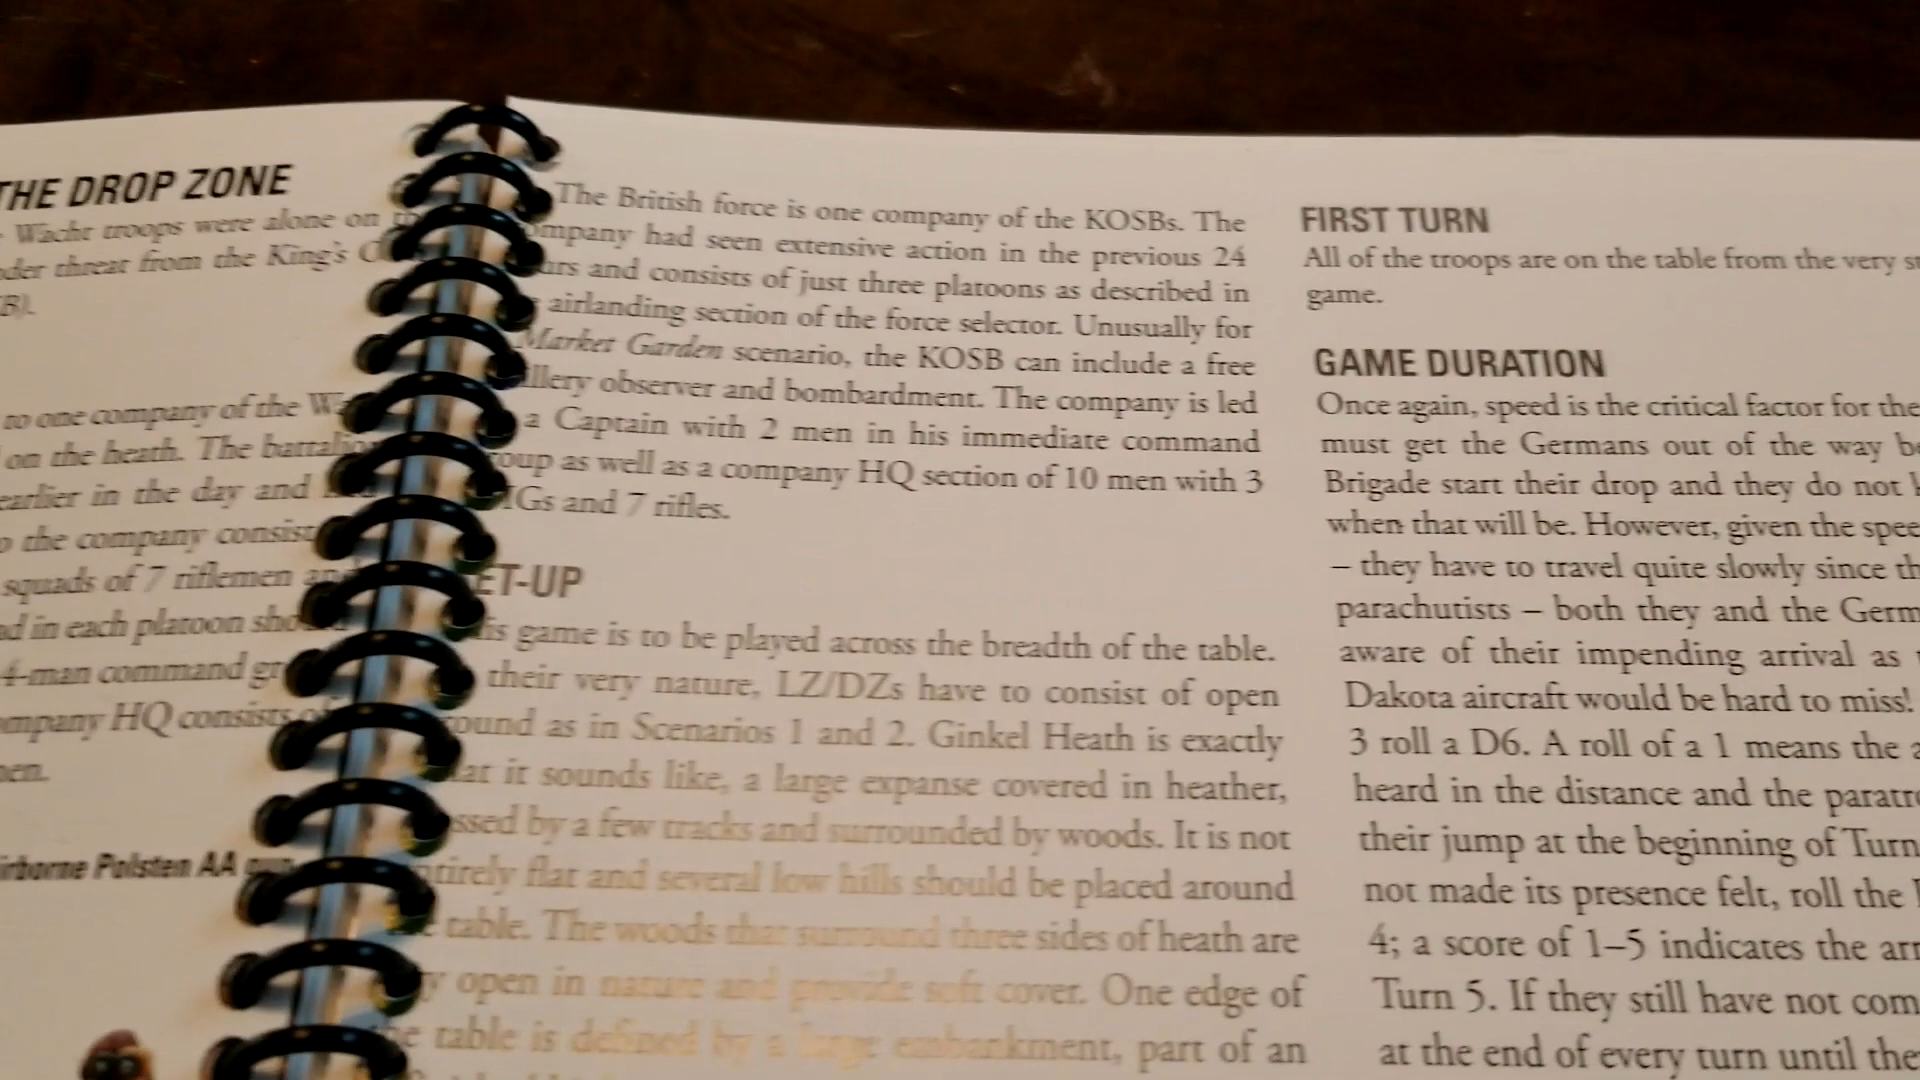 THE DROP ZONE
Wacht troops were alone on
threat from the King's
B).
to one company of the
on the heath. The battalion
earlier in the day and
the company consist
squads of 7 riflemen
in each platoon
4-man command
HQ consists of
irborne Polsten AA gun
The British force is one company of the KOSBs. The
ompany had seen extensive action in the previous 24
urs and consists of just three platoons as described in
airlanding section of the force selector. Unusually for
Market Garden scenario, the KOSB can include a free
illery observer and bombardment. The company is led
a Captain with 2 men in his immediate command
oup as well as a company HQ section of 10 men with 3
MGs and 7 rifles.
ET-UP
is game is to be played across the breadth of the table.
their very nature, LZ/DZs have to consist of open
ound as in Scenarios 1 and 2. Ginkel Heath is exactly
at it sounds like, a large expanse covered in heather,
ssed by a few tracks and surrounded by woods. It is not
ntirely flat and several low hills should be placed around
table. The woods that surround three sides of heath are
y open in nature and provide soft cover. One edge of
e table is defined by a large embankment, part of an
FIRST TURN
All of the troops are on the table from the very st
game.
GAME DURATION
Once again, speed is the critical factor for the
must get the Germans out of the way be
Brigade start their drop and they do not
when that will be. However, given the spee
– they have to travel quite slowly since th
parachutists – both they and the Germ
aware of their impending arrival as
Dakota aircraft would be hard to miss!
3 roll a D6. A roll of a 1 means the a
heard in the distance and the paratro
their jump at the beginning of Turn
not made its presence felt, roll the
4; a score of 1–5 indicates the arr
Turn 5. If they still have not com
at the end of every turn until the